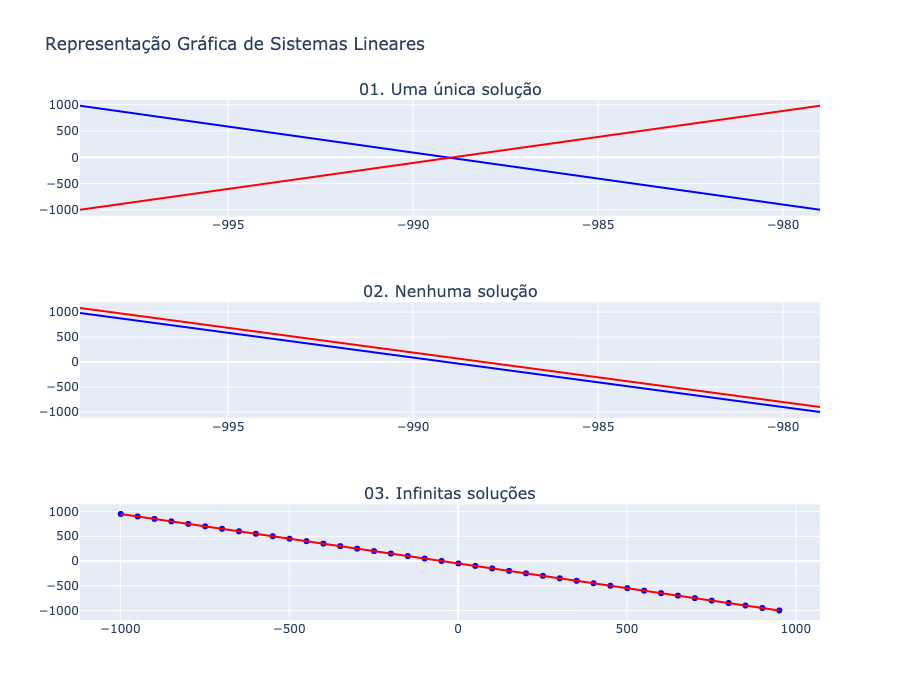 Representação Gráfica de Sistemas Lineares
01. Uma única solução
1000
500
0
−500
−1000
−995 −990 −985 −980
02. Nenhuma solução
1000
500
0
−500
−1000
−995 −990 −985 −980
03. Infinitas soluções
1000
500
0
−500
−1000
−1000 −500 0 500 1000